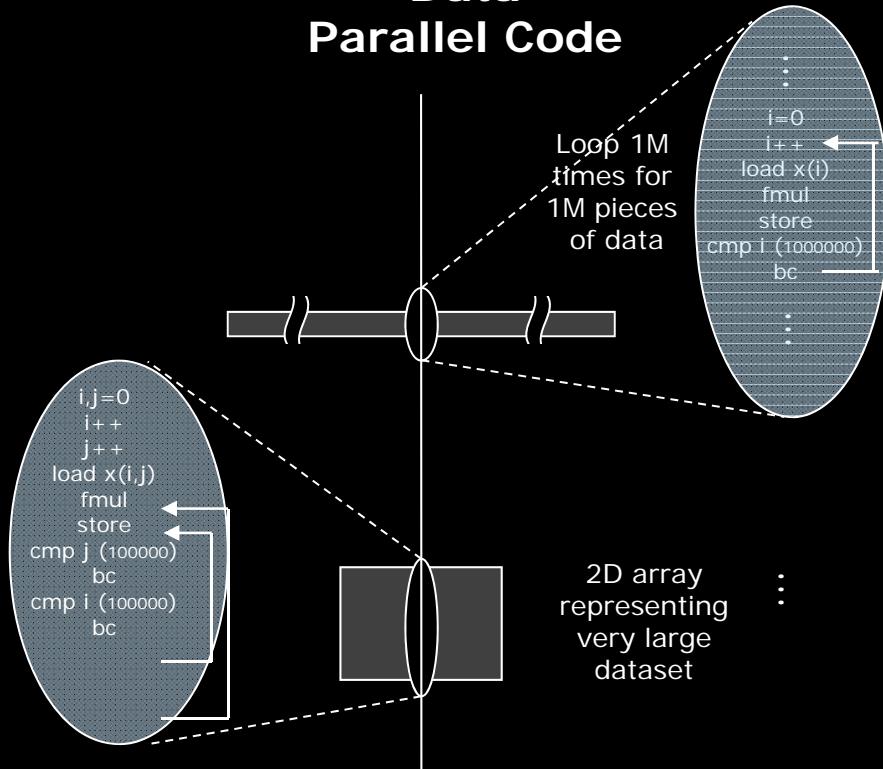 Data
Parallel Code
Loop 1M
times for
1M pieces
of data
i=0
i++
load x(i)
fmul
store
cmp i (1000000)
bc
i,j=0
i++
j++
load x(i,j)
fmul
store
cmp j (100000)
bc
cmp i (100000)
bc
2D array
representing
very large
dataset